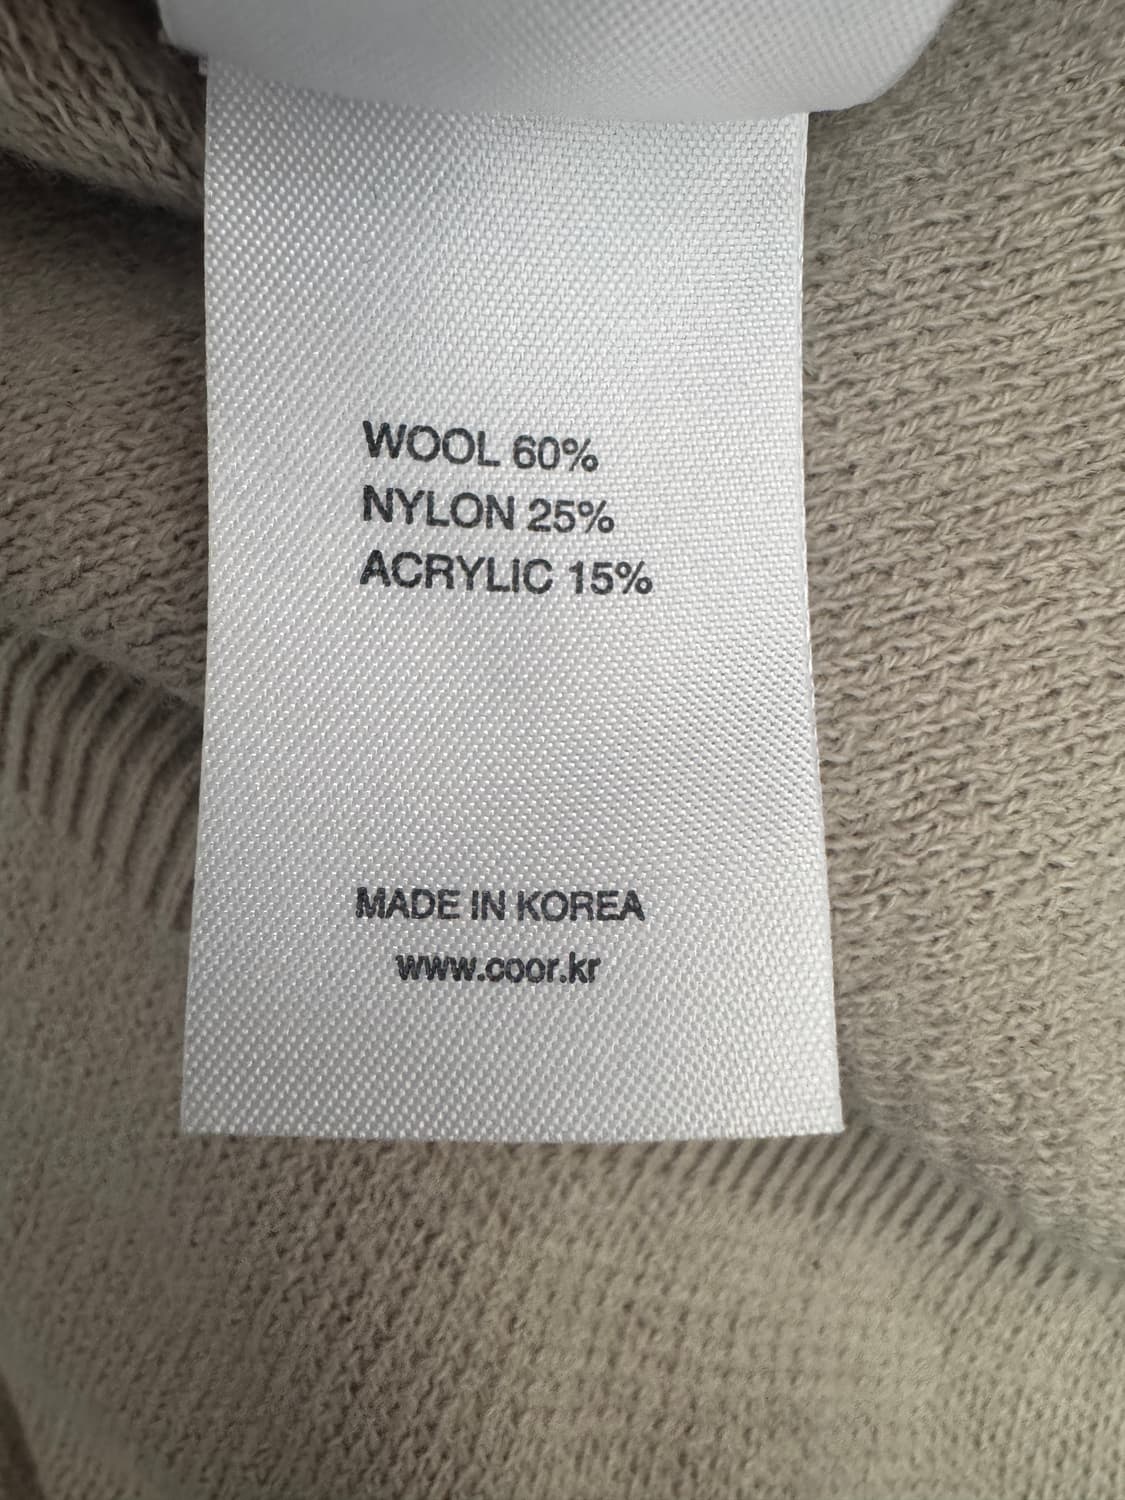 WOOL 60%
NYLON 25%
ACRYLIC 15%
MADE IN KOREA
www.coor.kr